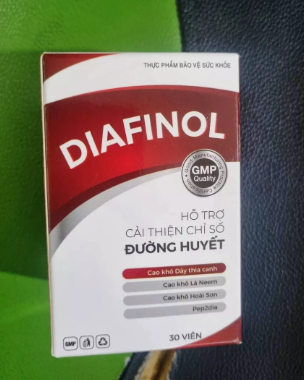 THỰC PHẨM BẢO VỆ SỨC KHỎE
DIAFINOL
GMP
Quality
HỖ TRỢ
CẢI THIỆN CHỈ SỐ
ĐƯỜNG HUYẾT
Cao khô Dây thìa canh
Cao khô Lá Neem
Cao khô Hoài Sơn
Pep2dia
30 VIÊN
GMP